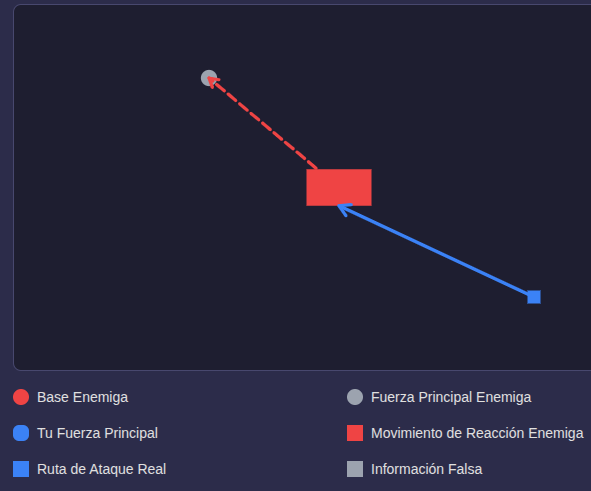 Base Enemiga
Fuerza Principal Enemiga
Tu Fuerza Principal
Movimiento de Reacción Enemiga
Ruta de Ataque Real
Información Falsa